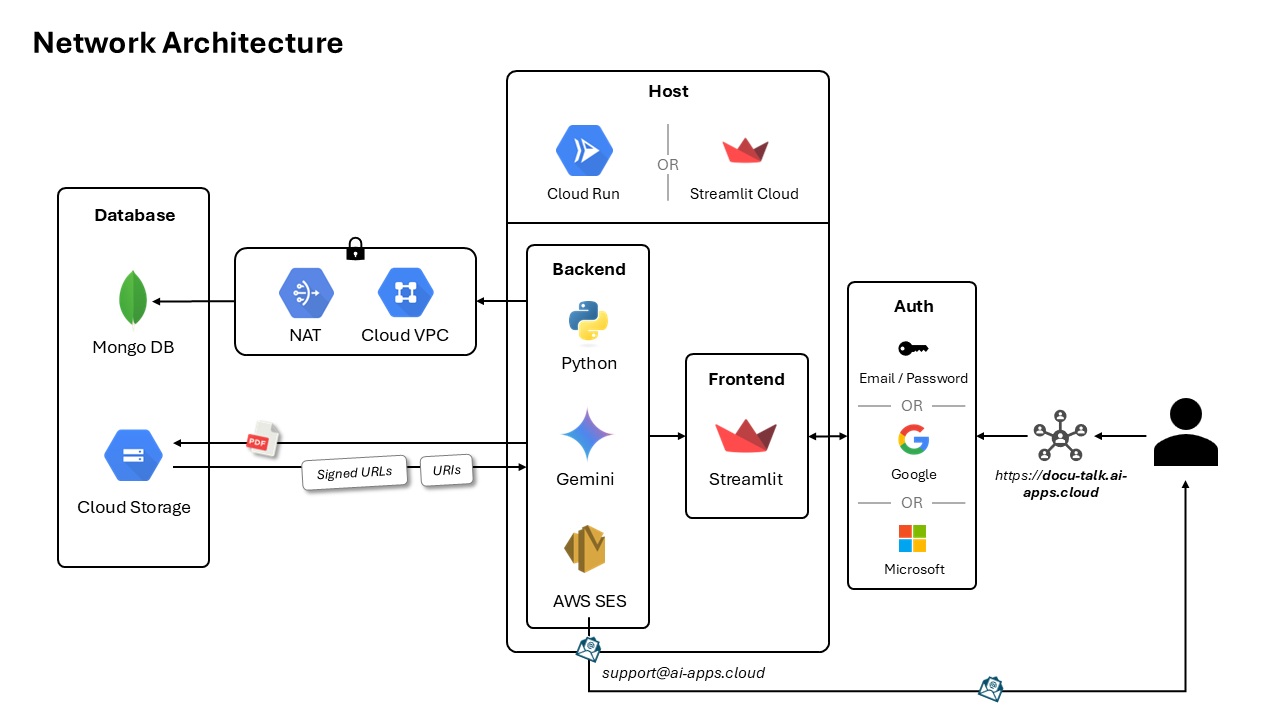 Network Architecture
Host
Cloud Run
OR
Streamlit Cloud
Database
Mongo DB
Cloud Storage
NAT
Cloud VPC
PDF
Signed URLs
URIs
Backend
Python
Gemini
AWS SES
Frontend
Streamlit
Auth
Email / Password
OR
Google
OR
Microsoft
https://docu-talk.ai-
apps.cloud
support@ai-apps.cloud